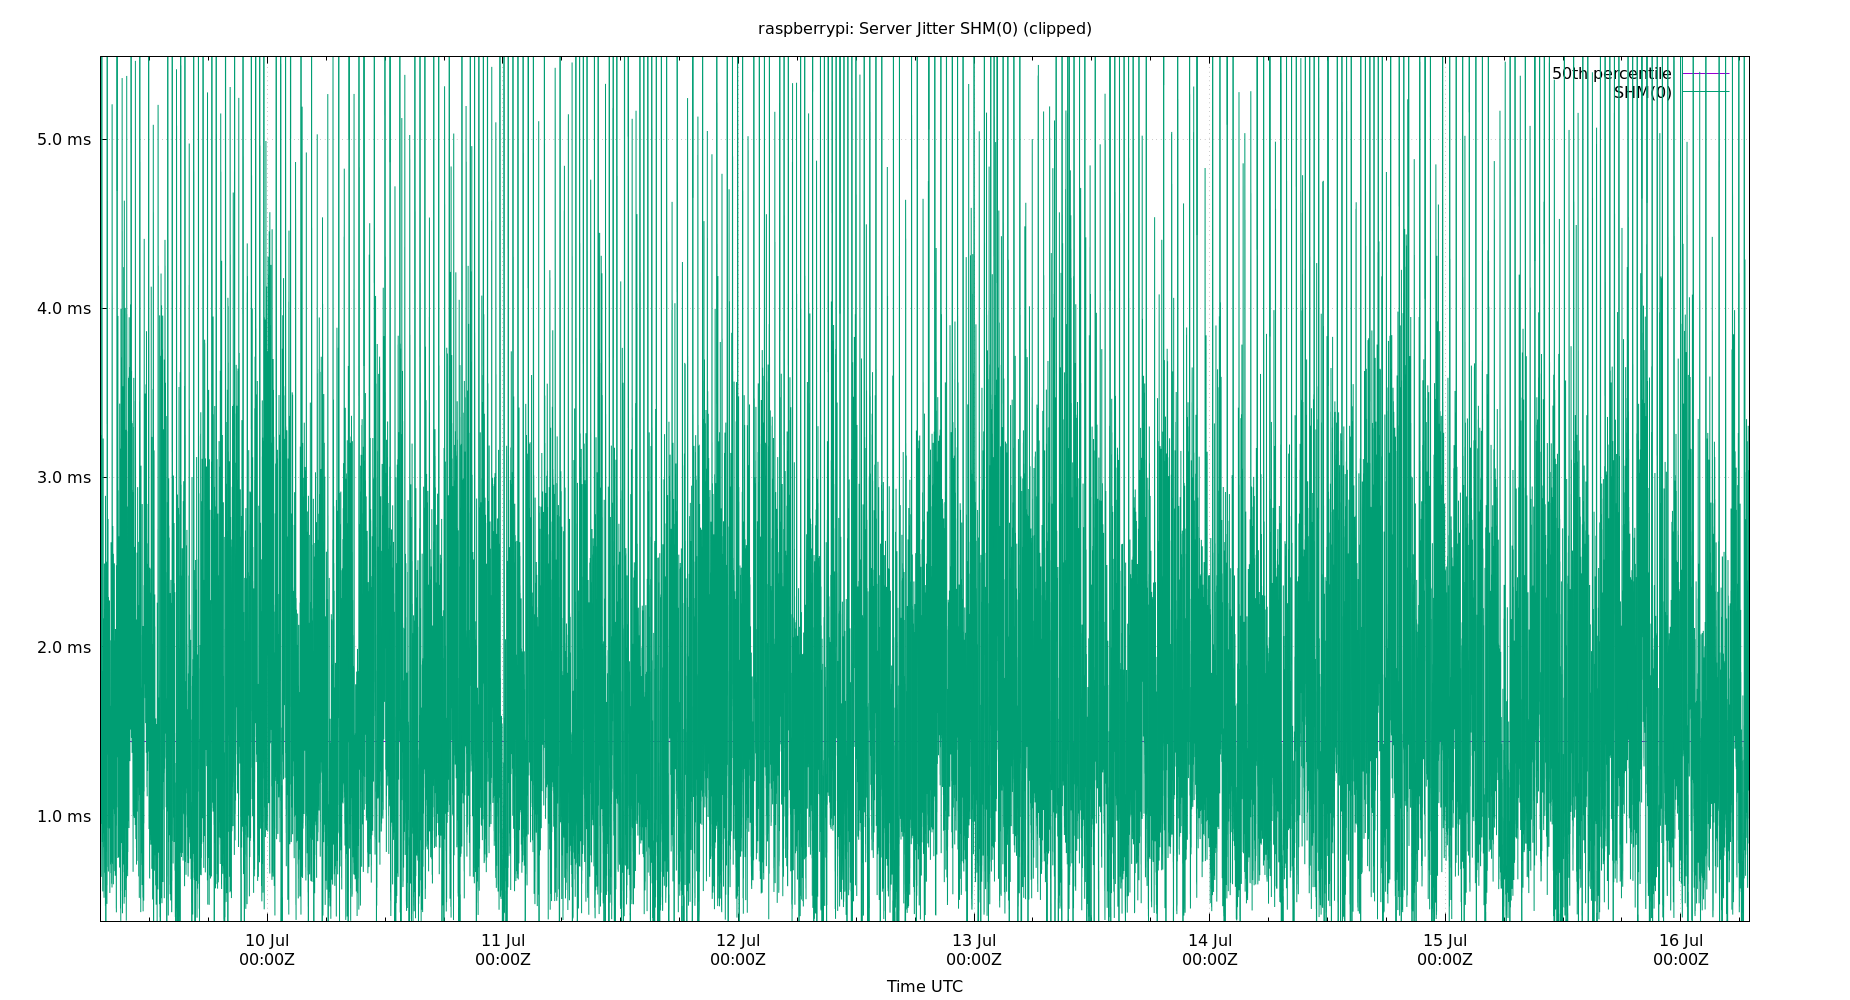 raspberrypi: Server Jitter SHM(0) (clipped)
50th percentile
SHM(0)
5.0 ms
4.0 ms
3.0 ms
2.0 ms
1.0 ms
10 Jul 11 Jul 12 Jul 13 Jul 14 Jul 15 Jul 16 Jul
00:00Z 00:00Z 00:00Z 00:00Z 00:00Z 00:00Z 00:00Z
Time UTC